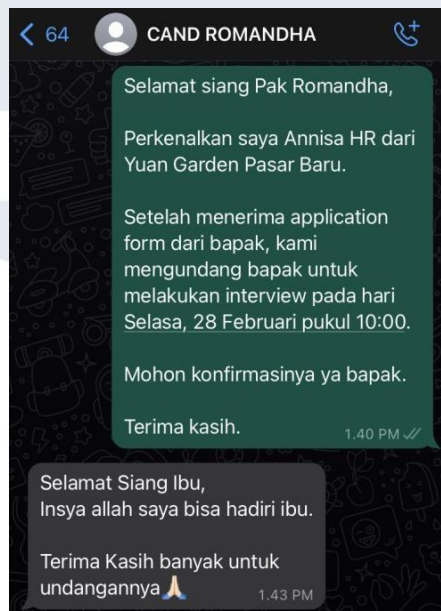 64
CAND ROMANDHA
Selamat siang Pak Romandha,
Perkenalkan saya Annisa HR dari
Yuan Garden Pasar Baru.
Setelah menerima application
form dari bapak, kami
mengundang bapak untuk
melakukan interview pada hari
Selasa, 28 Februari pukul 10:00.
Mohon konfirmasinya ya bapak.
Terima kasih.
1.40 PM
Selamat Siang Ibu,
Insya allah saya bisa hadiri ibu.
Terima Kasih banyak untuk
undangannya🙏🏻
1.43 PM